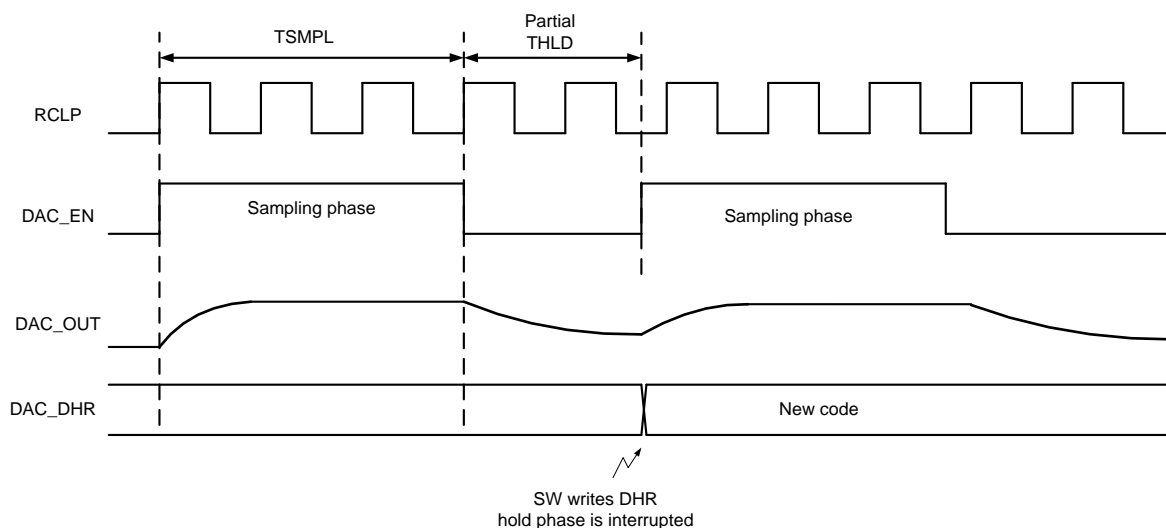 Partial
TSMPL
THLD
RCLP
DAC_EN
Sampling phase
Sampling phase
DAC_OUT
DAC_DHR
New code
SW writes DHR
hold phase is interrupted